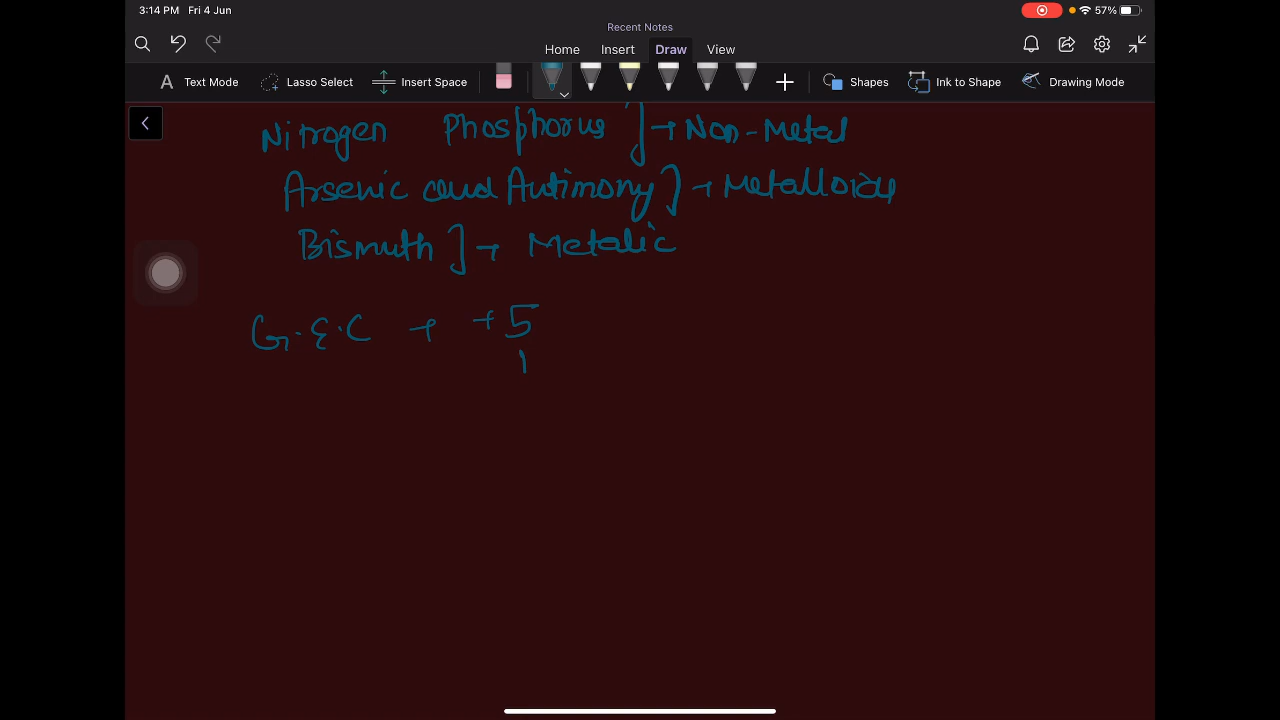 3:14 PM Fri 4 Jun 57%
Recent Notes
Home Insert Draw View
Text Mode Lasso Select Insert Space Shapes Ink to Shape Drawing Mode
Nitrogen Phosphorus ] → Non-Metal
Arsenic and Antimony ] → Metalloids
Bismuth ] → Metalic
G.E.C → +5